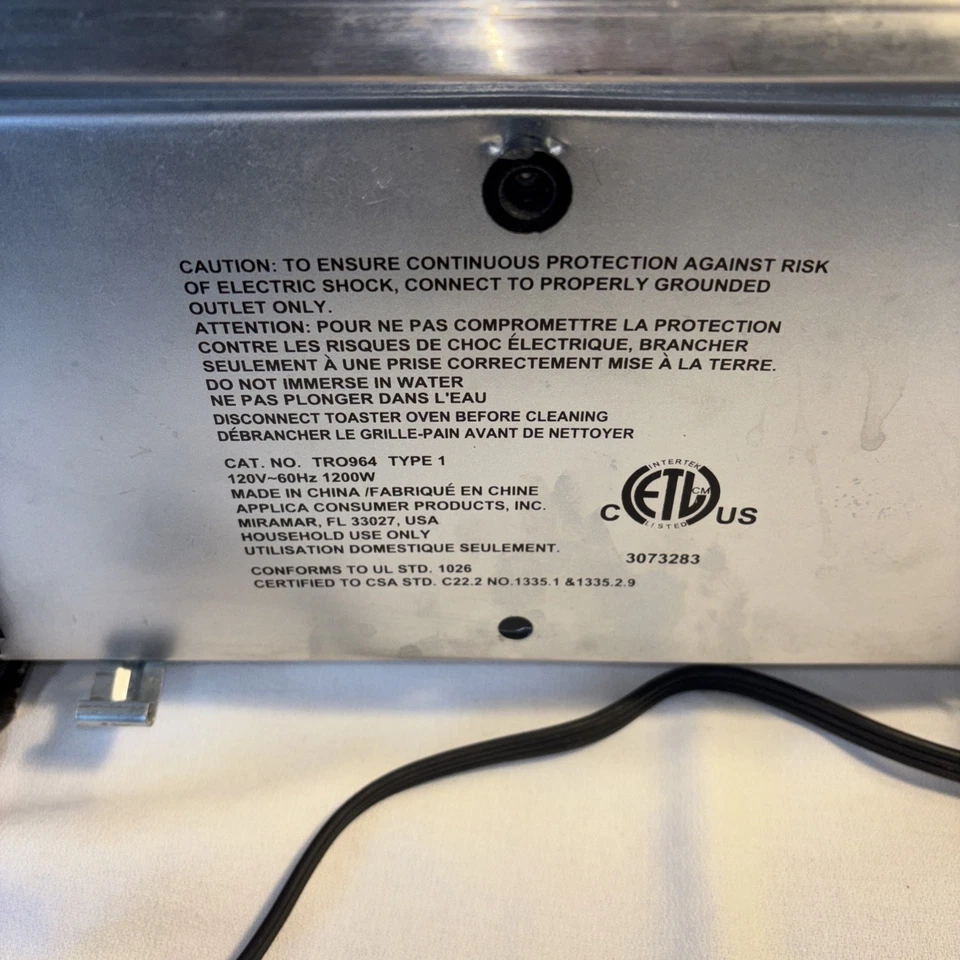 CAUTION: TO ENSURE CONTINUOUS PROTECTION AGAINST RISK
OF ELECTRIC SHOCK, CONNECT TO PROPERLY GROUNDED
OUTLET ONLY.
ATTENTION: POUR NE PAS COMPROMETTRE LA PROTECTION
CONTRE LES RISQUES DE CHOC ÉLECTRIQUE, BRANCHER
SEULEMENT À UNE PRISE CORRECTEMENT MISE À LA TERRE.
DO NOT IMMERSE IN WATER
NE PAS PLONGER DANS L'EAU
DISCONNECT TOASTER OVEN BEFORE CLEANING
DÉBRANCHER LE GRILLE-PAIN AVANT DE NETTOYER
CAT. NO. TRO964 TYPE 1
120V~60Hz 1200W
MADE IN CHINA /FABRIQUÉ EN CHINE
APPLICA CONSUMER PRODUCTS, INC.
MIRAMAR, FL 33027, USA
HOUSEHOLD USE ONLY
UTILISATION DOMESTIQUE SEULEMENT.
CONFORMS TO UL STD. 1026
CERTIFIED TO CSA STD. C22.2 NO.1335.1 &1335.2.9
INTERTEK
C ETL CM US
LISTED
3073283